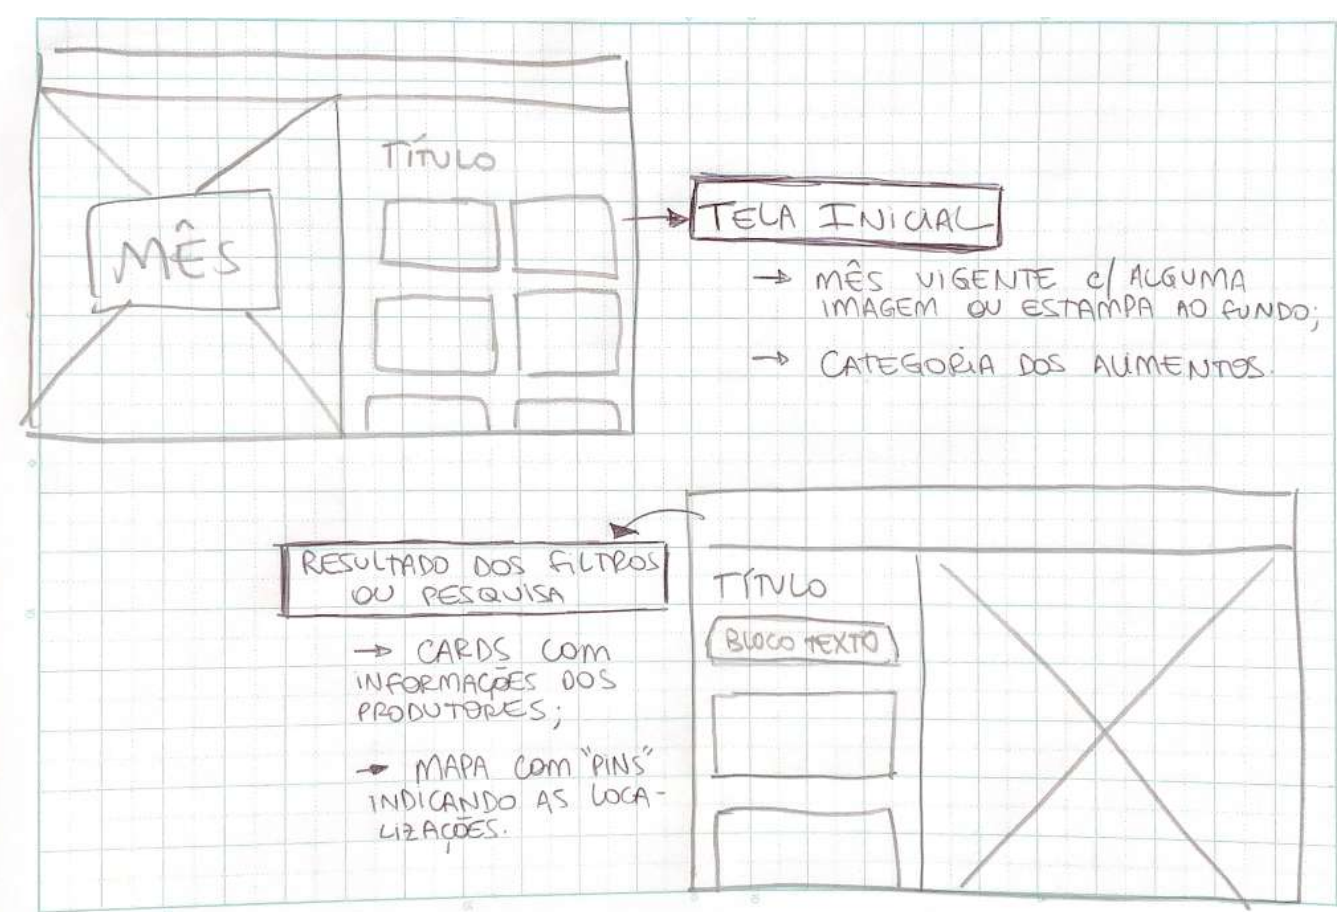 TÍTULO
MÊS
TELA INICIAL
→ MÊS VIGENTE C/ ALGUMA
IMAGEM OU ESTAMPA AO FUNDO;
→ CATEGORIA DOS ALIMENTOS.
RESULTADO DOS FILTROS
OU PESQUISA
→ CARDS COM
INFORMAÇÕES DOS
PRODUTORES;
→ MAPA COM "PINS"
INDICANDO AS LOCA-
LIZAÇÕES.
TÍTULO
BLOCO TEXTO